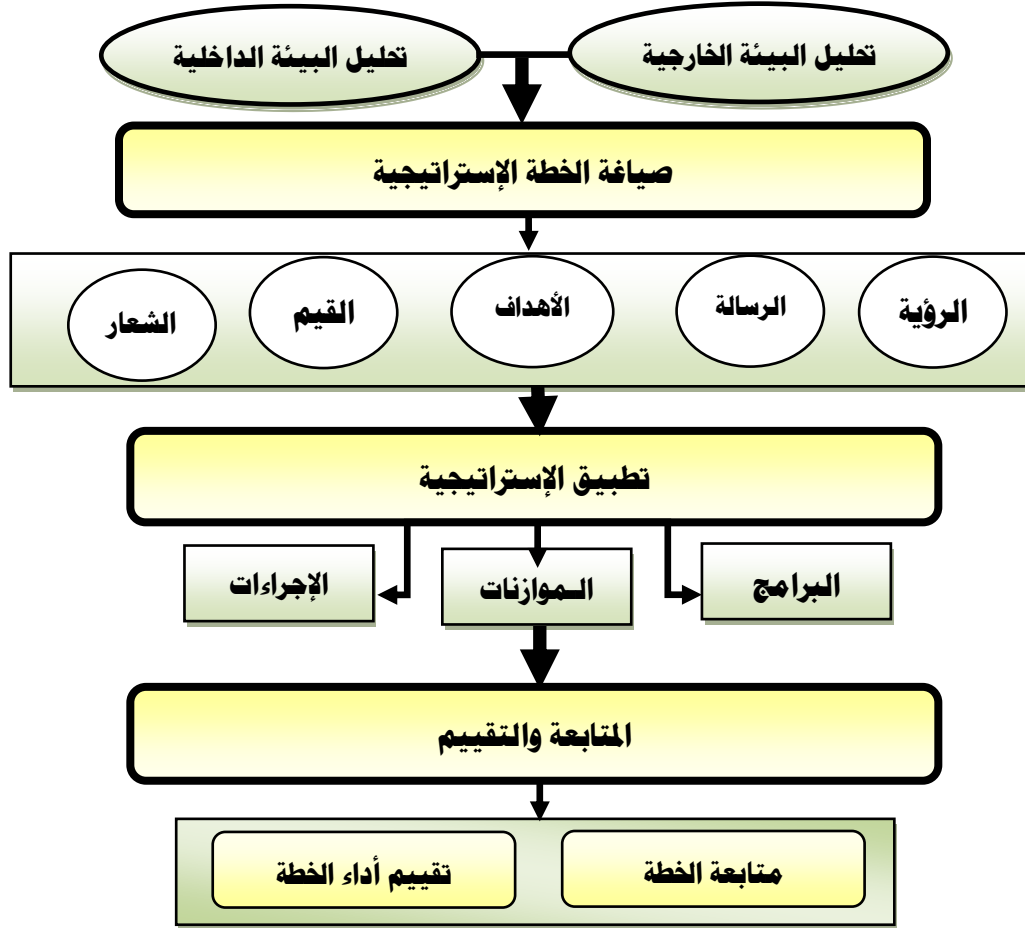 تحليل البيئة الخارجية
تحليل البيئة الداخلية
صياغة الخطة الإستراتيجية
الرؤية
الرسالة
الأهداف
القيم
الشعار
تطبيق الإستراتيجية
البرامج
الـموازنات
الإجراءات
المتابعة والتقييم
متابعة الخطة
تقييم أداء الخطة